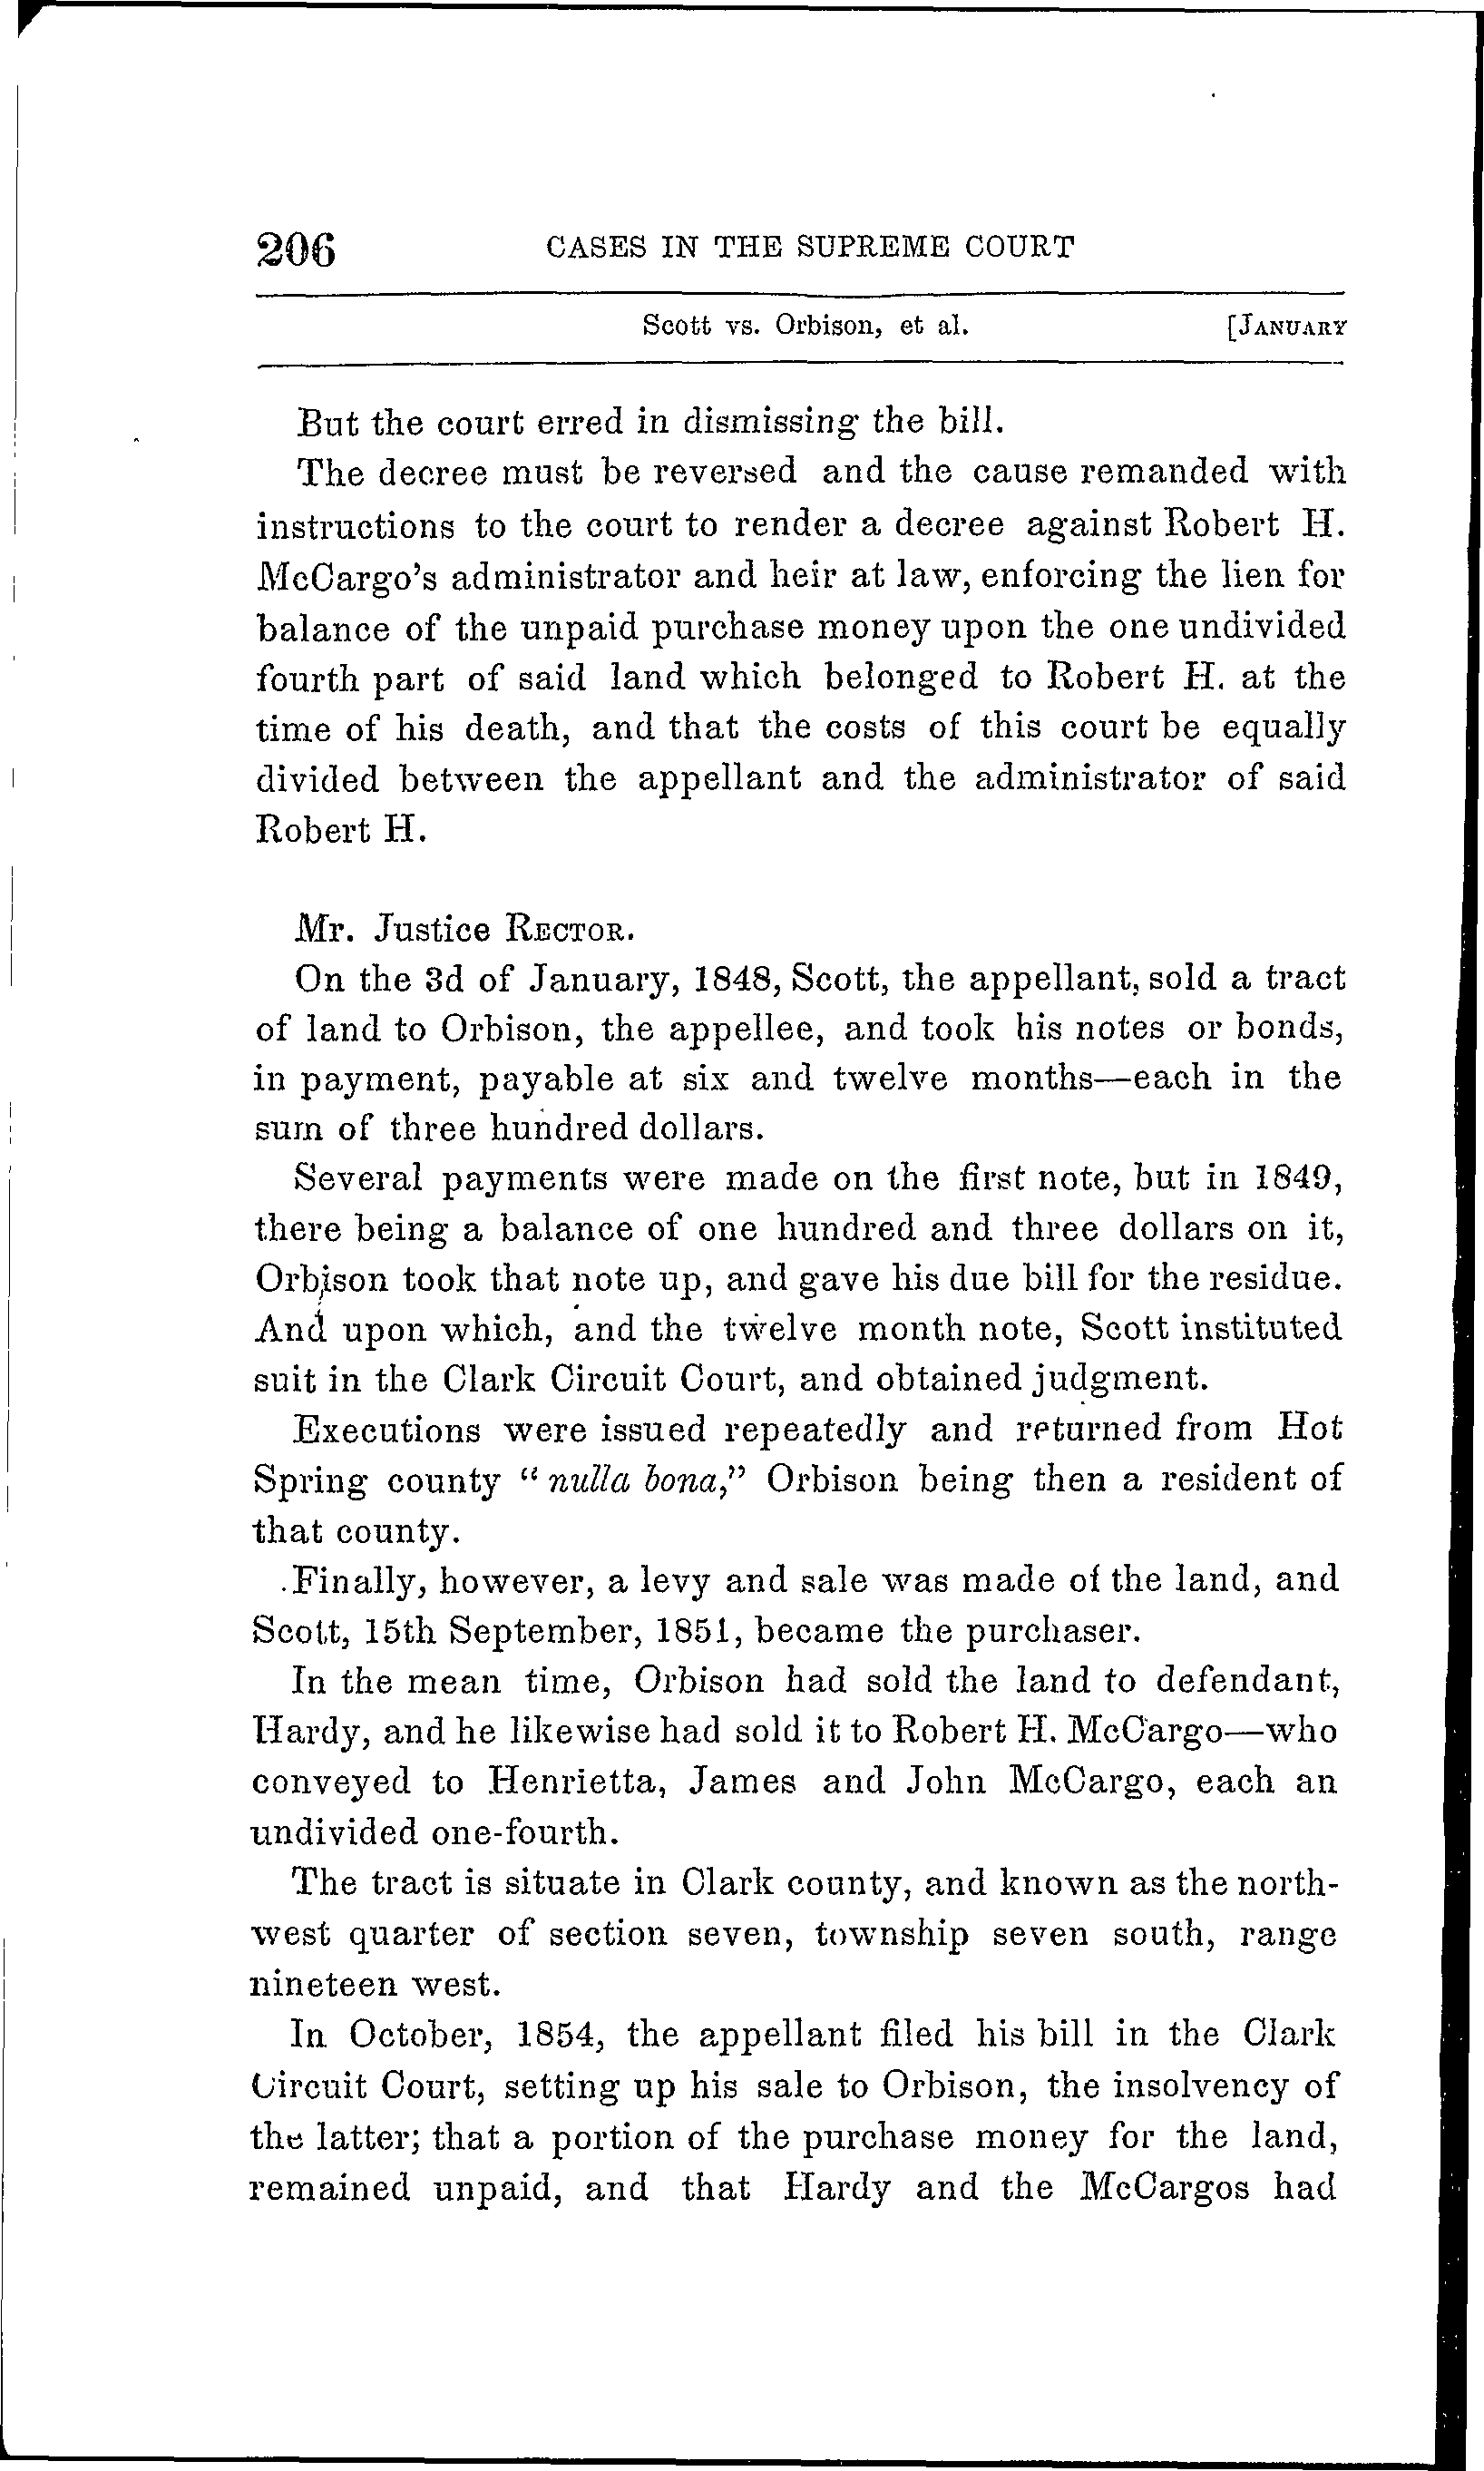 206 CASES IN THE SUPREME COURT
Scott vs. Orbison, et al. [JANUARY
But the court erred in dismissing the bill.
The decree must be reversed and the cause remanded with
instructions to the court to render a decree against Robert H.
McCargo's administrator and heir at law, enforcing the lien for
balance of the unpaid purchase money upon the one undivided
fourth part of said land which belonged to Robert H. at the
time of his death, and that the costs of this court be equally
divided between the appellant and the administrator of said
Robert H.
Mr. Justice RECTOR.
On the 3d of January, 1848, Scott, the appellant, sold a tract
of land to Orbison, the appellee, and took his notes or bonds,
in payment, payable at six and twelve months—each in the
sum of three hundred dollars.
Several payments were made on the first note, but in 1849,
there being a balance of one hundred and three dollars on it,
Orbison took that note up, and gave his due bill for the residue.
And upon which, and the twelve month note, Scott instituted
suit in the Clark Circuit Court, and obtained judgment.
Executions were issued repeatedly and returned from Hot
Spring county "nulla bona," Orbison being then a resident of
that county.
Finally, however, a levy and sale was made of the land, and
Scott, 15th September, 1851, became the purchaser.
In the mean time, Orbison had sold the land to defendant,
Hardy, and he likewise had sold it to Robert H. McCargo—who
conveyed to Henrietta, James and John McCargo, each an
undivided one-fourth.
The tract is situate in Clark county, and known as the north-
west quarter of section seven, township seven south, range
nineteen west.
In October, 1854, the appellant filed his bill in the Clark
Circuit Court, setting up his sale to Orbison, the insolvency of
the latter; that a portion of the purchase money for the land,
remained unpaid, and that Hardy and the McCargos had